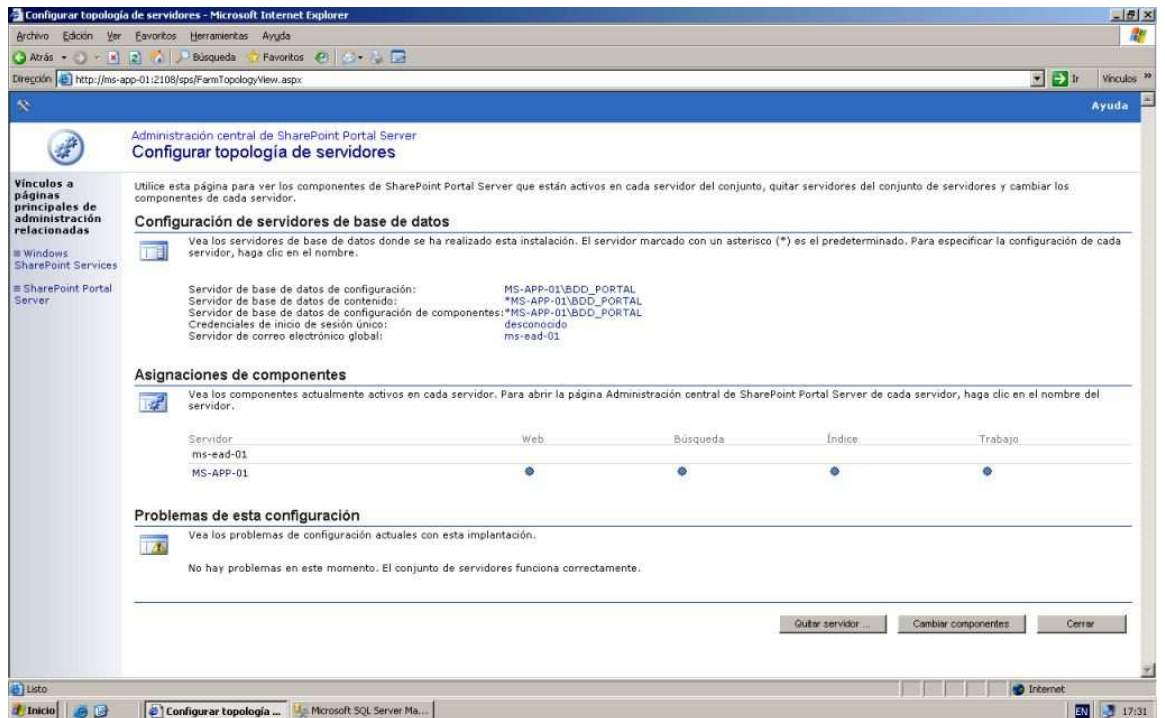 Configurar topología de servidores - Microsoft Internet Explorer
Archivo Edición Ver Favoritos Herramientas Ayuda
Atrás Búsqueda Favoritos
Dirección http://ms-app-01:2108/sps/FarmTopologyView.aspx Ir Vínculos »
Ayuda
Administración central de SharePoint Portal Server
Configurar topología de servidores
Vínculos a
páginas
principales de
administración
relacionadas
Windows
SharePoint Services
SharePoint Portal
Server
Utilice esta página para ver los componentes de SharePoint Portal Server que están activos en cada servidor del conjunto, quitar servidores del conjunto de servidores y cambiar los
componentes de cada servidor.
Configuración de servidores de base de datos
Vea los servidores de base de datos donde se ha realizado esta instalación. El servidor marcado con un asterisco (*) es el predeterminado. Para especificar la configuración de cada
servidor, haga clic en el nombre.
Servidor de base de datos de configuración: MS-APP-01\BDD_PORTAL
Servidor de base de datos de contenido: *MS-APP-01\BDD_PORTAL
Servidor de base de datos de configuración de componentes: *MS-APP-01\BDD_PORTAL
Credenciales de inicio de sesión único: desconocido
Servidor de correo electrónico global: ms-ead-01
Asignaciones de componentes
Vea los componentes actualmente activos en cada servidor. Para abrir la página Administración central de SharePoint Portal Server de cada servidor, haga clic en el nombre del
servidor.
Servidor Web Búsqueda Índice Trabajo
ms-ead-01
MS-APP-01
Problemas de esta configuración
Vea los problemas de configuración actuales con esta implantación.
No hay problemas en este momento. El conjunto de servidores funciona correctamente.
Quitar servidor ... Cambiar componentes Cerrar
Listo Internet
Inicio Configurar topología ... Microsoft SQL Server Ma... EN 17:31